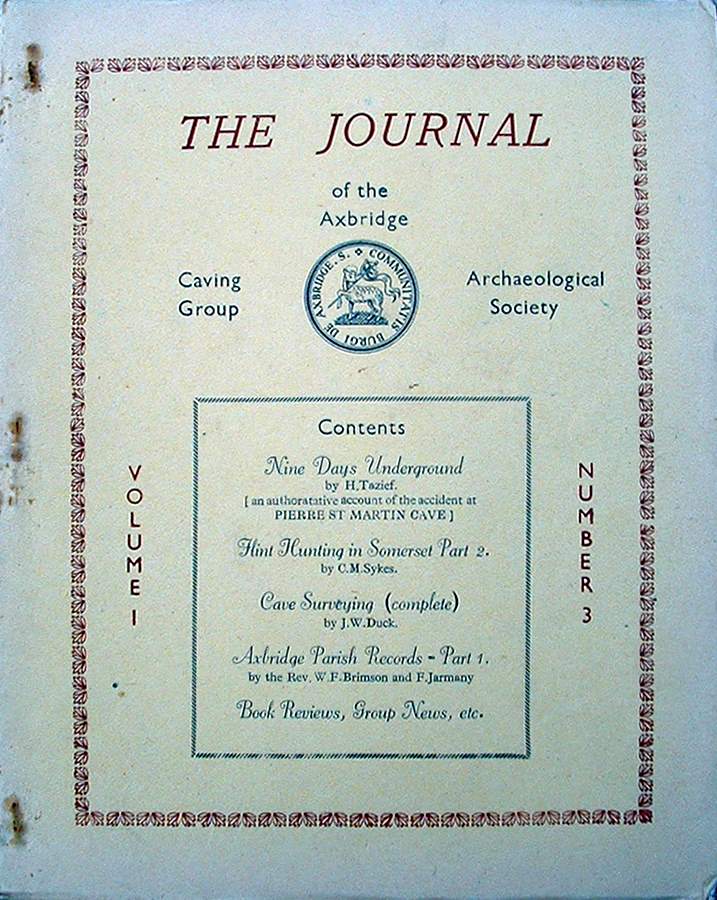 THE JOURNAL
of the
Axbridge
Caving
Group
Archaeological
Society
S. COMMUNITATIS BURGI DE AXBRIDGE.
VOLUME 1
Contents
Nine Days Underground
by H.Tazief.
[ an authoratative account of the accident at
PIERRE ST MARTIN CAVE ]
Flint Hunting in Somerset Part 2.
by C.M.Sykes.
Cave Surveying (complete)
by J.W.Duck.
Axbridge Parish Records - Part 1.
by the Rev. W.F.Brimson and F.Jarmany
Book Reviews, Group News, etc.
NUMBER 3